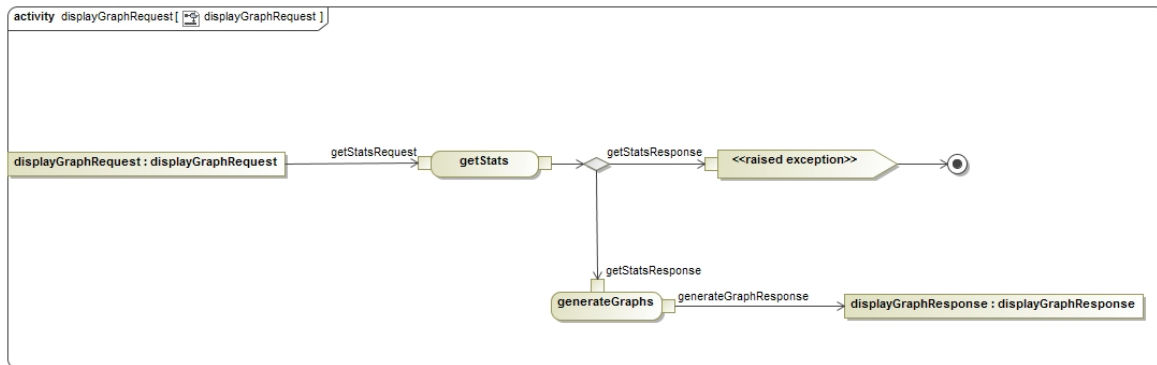 activity displayGraphRequest [ displayGraphRequest ]
displayGraphRequest : displayGraphRequest
getStatsRequest
getStats
getStatsResponse
<<raised exception>>
getStatsResponse
generateGraphs
generateGraphResponse
displayGraphResponse : displayGraphResponse